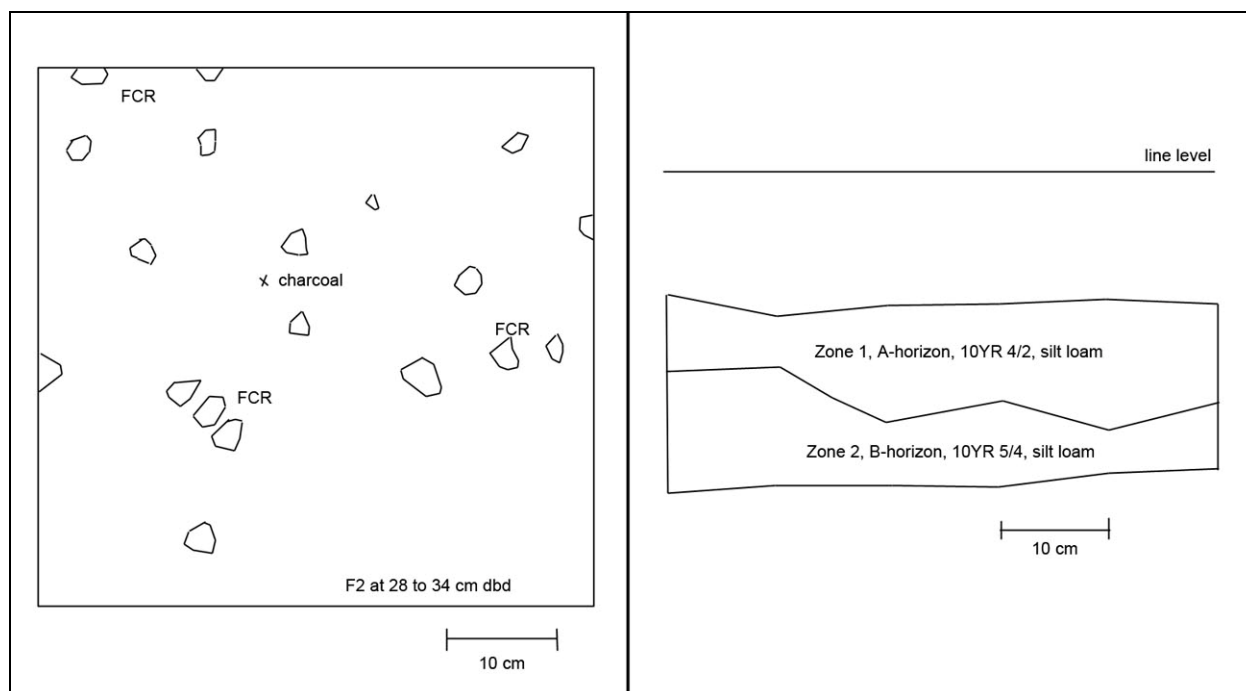 FCR
x charcoal
FCR
FCR
F2 at 28 to 34 cm dbd
10 cm
line level
Zone 1, A-horizon, 10YR 4/2, silt loam
Zone 2, B-horizon, 10YR 5/4, silt loam
10 cm